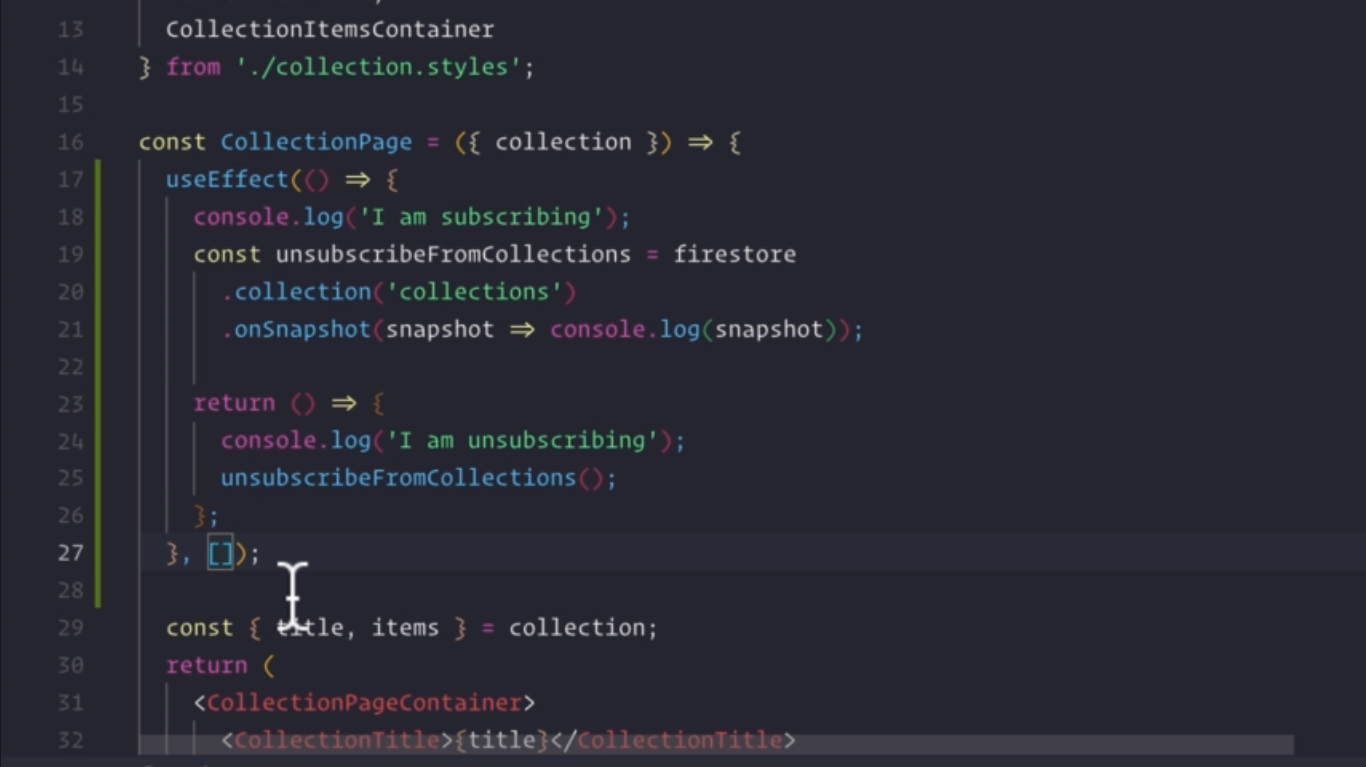 13 CollectionItemsContainer
14 } from './collection.styles';
15
16 const CollectionPage = ({ collection }) => {
17 useEffect(() => {
18 console.log('I am subscribing');
19 const unsubscribeFromCollections = firestore
20 .collection('collections')
21 .onSnapshot(snapshot => console.log(snapshot));
22
23 return () => {
24 console.log('I am unsubscribing');
25 unsubscribeFromCollections();
26 };
27 }, []);
28
29 const { title, items } = collection;
30 return (
31 <CollectionPageContainer>
32 <CollectionTitle>{title}</CollectionTitle>